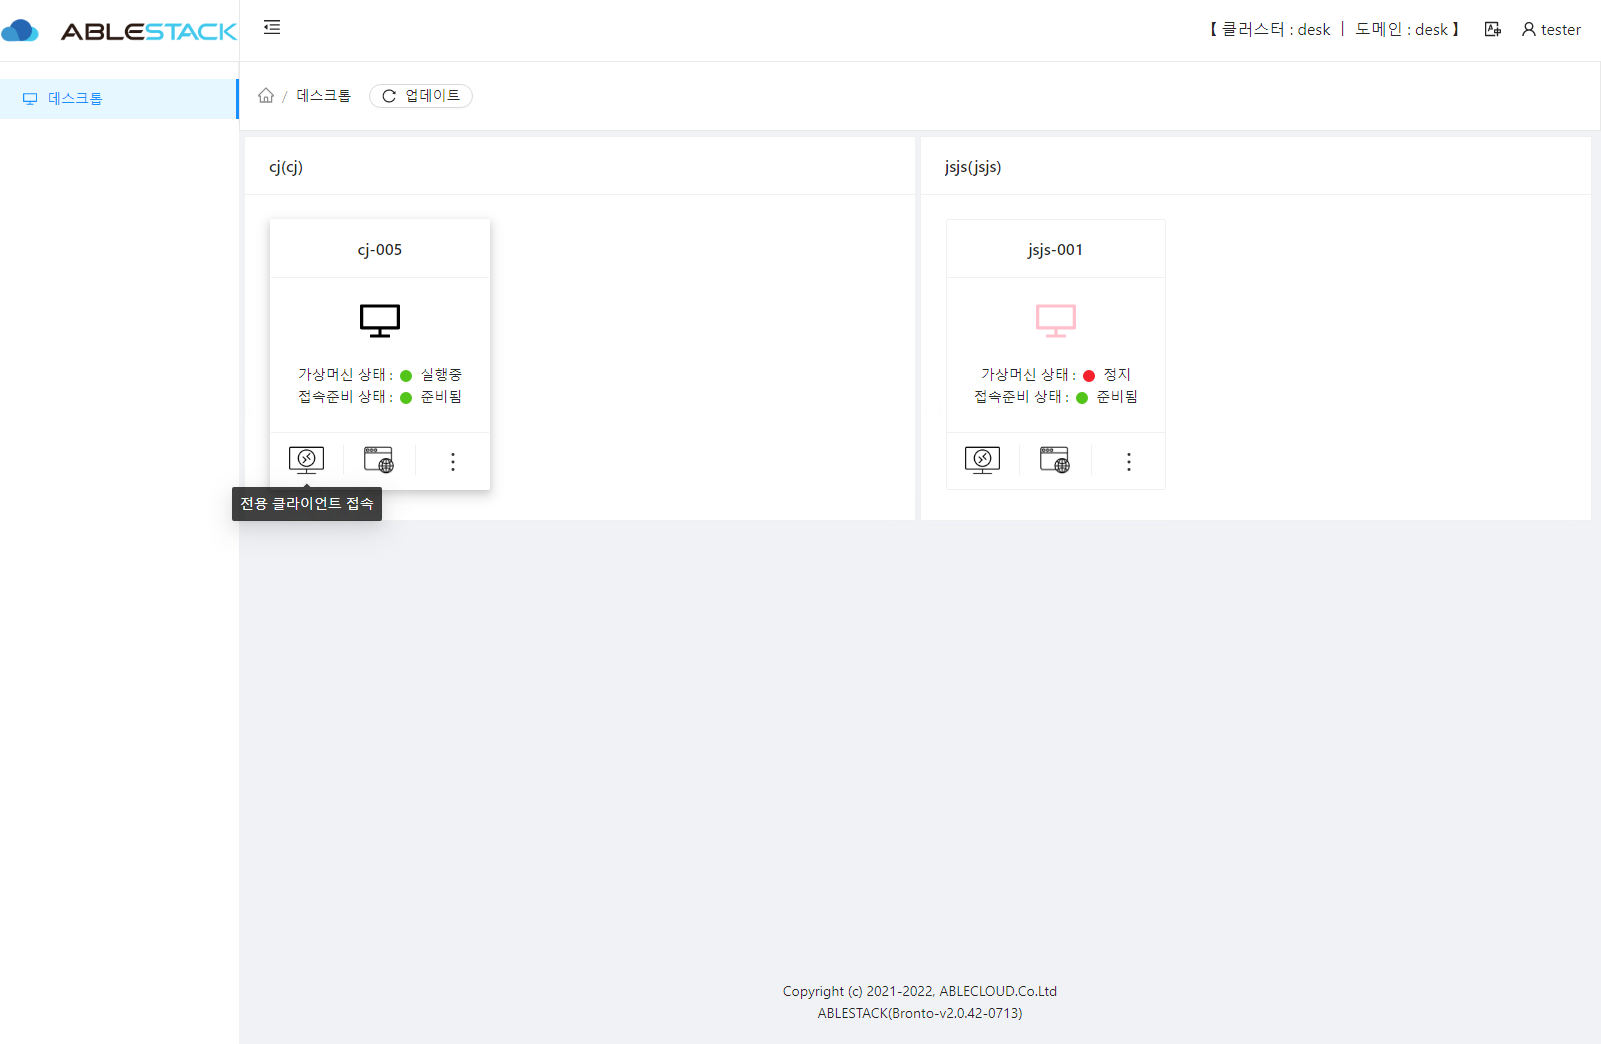 ABLESTACK
【 클러스터 : desk | 도메인 : desk 】 tester
데스크톱
/ 데스크톱 업데이트
cj(cj)
cj-005
가상머신 상태 : 실행중
접속준비 상태 : 준비됨
전용 클라이언트 접속
jsjs(jsjs)
jsjs-001
가상머신 상태 : 정지
접속준비 상태 : 준비됨
Copyright (c) 2021-2022, ABLECLOUD.Co.Ltd
ABLESTACK(Bronto-v2.0.42-0713)